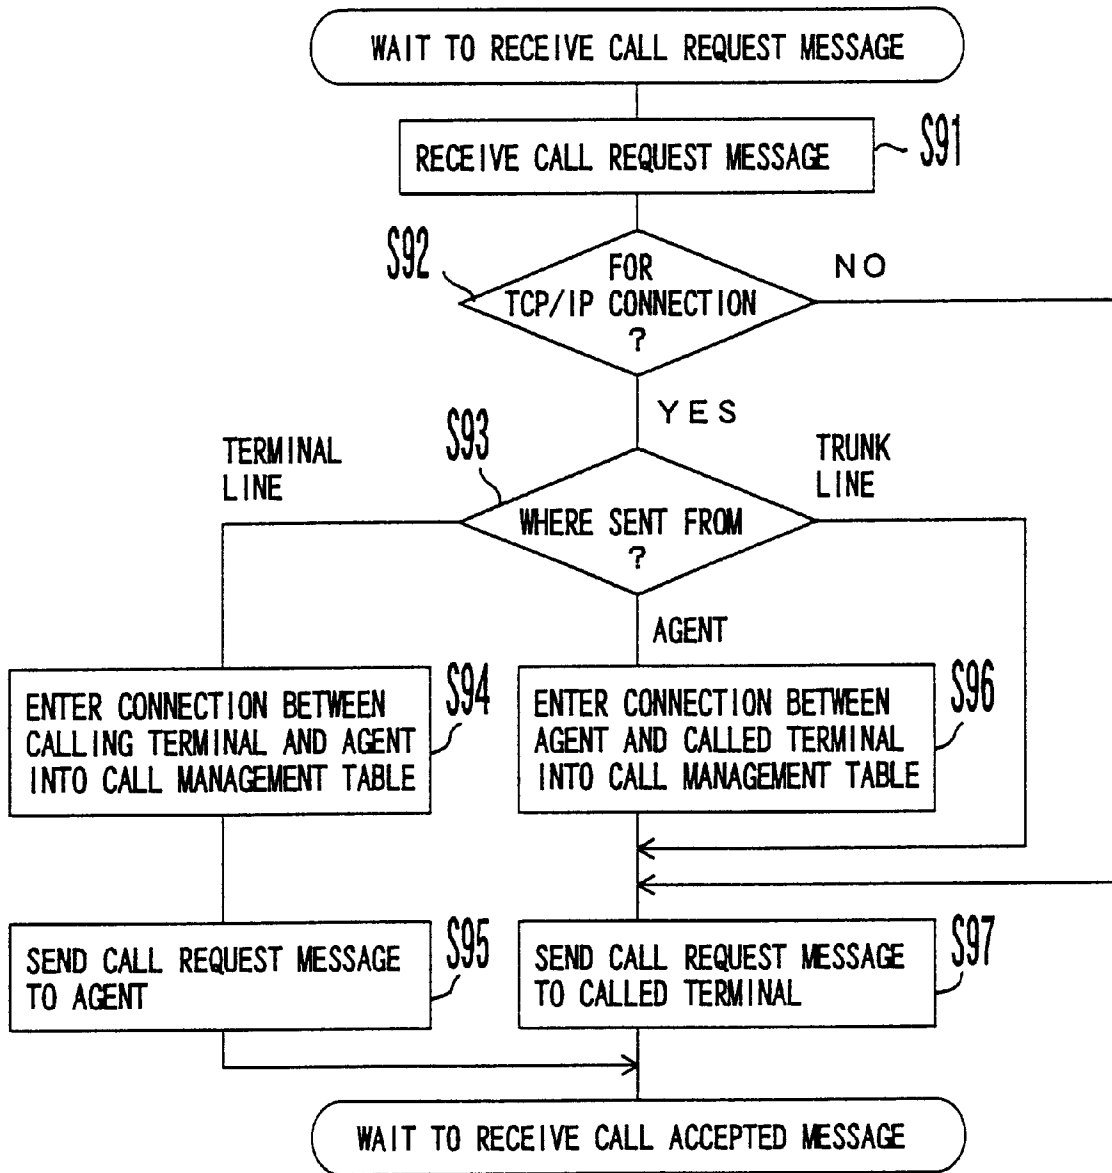 WAIT TO RECEIVE CALL REQUEST MESSAGE
RECEIVE CALL REQUEST MESSAGE
S91
S92
FOR
TCP/IP CONNECTION
?
NO
YES
S93
TERMINAL
LINE
TRUNK
LINE
WHERE SENT FROM
?
AGENT
ENTER CONNECTION BETWEEN
CALLING TERMINAL AND AGENT
INTO CALL MANAGEMENT TABLE
S94
ENTER CONNECTION BETWEEN
AGENT AND CALLED TERMINAL
INTO CALL MANAGEMENT TABLE
S96
SEND CALL REQUEST MESSAGE
TO AGENT
S95
SEND CALL REQUEST MESSAGE
TO CALLED TERMINAL
S97
WAIT TO RECEIVE CALL ACCEPTED MESSAGE